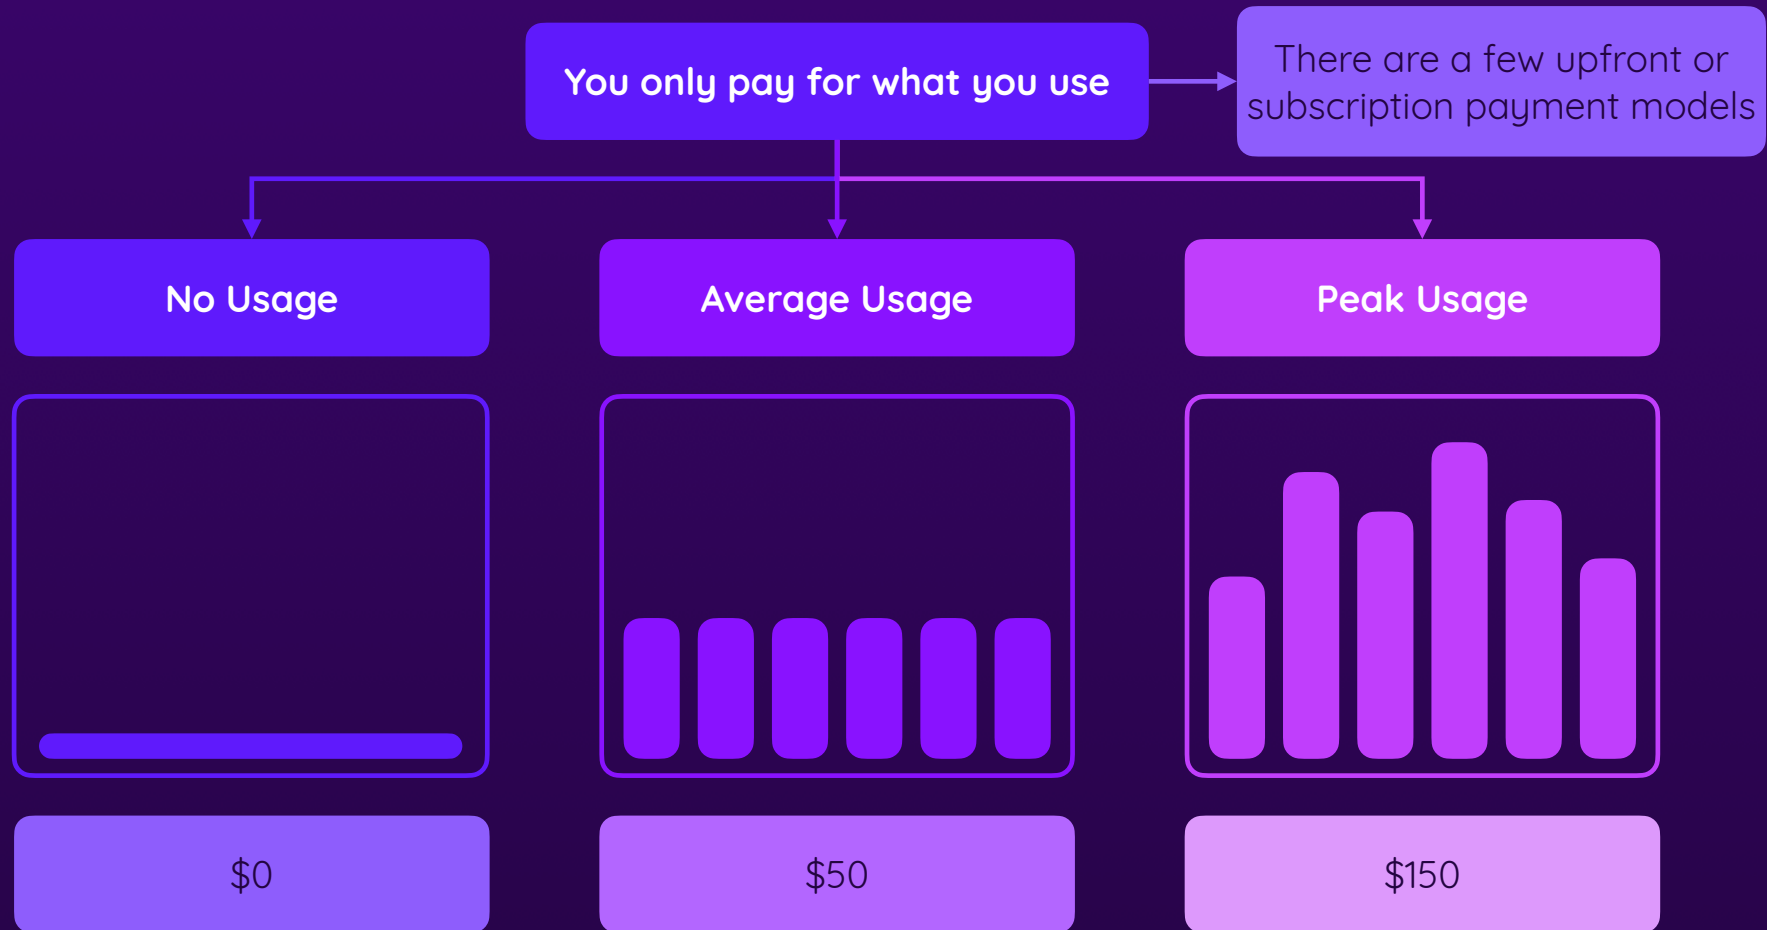 You only pay for what you use
There are a few upfront or
subscription payment models
No Usage
Average Usage
Peak Usage
$0
$50
$150